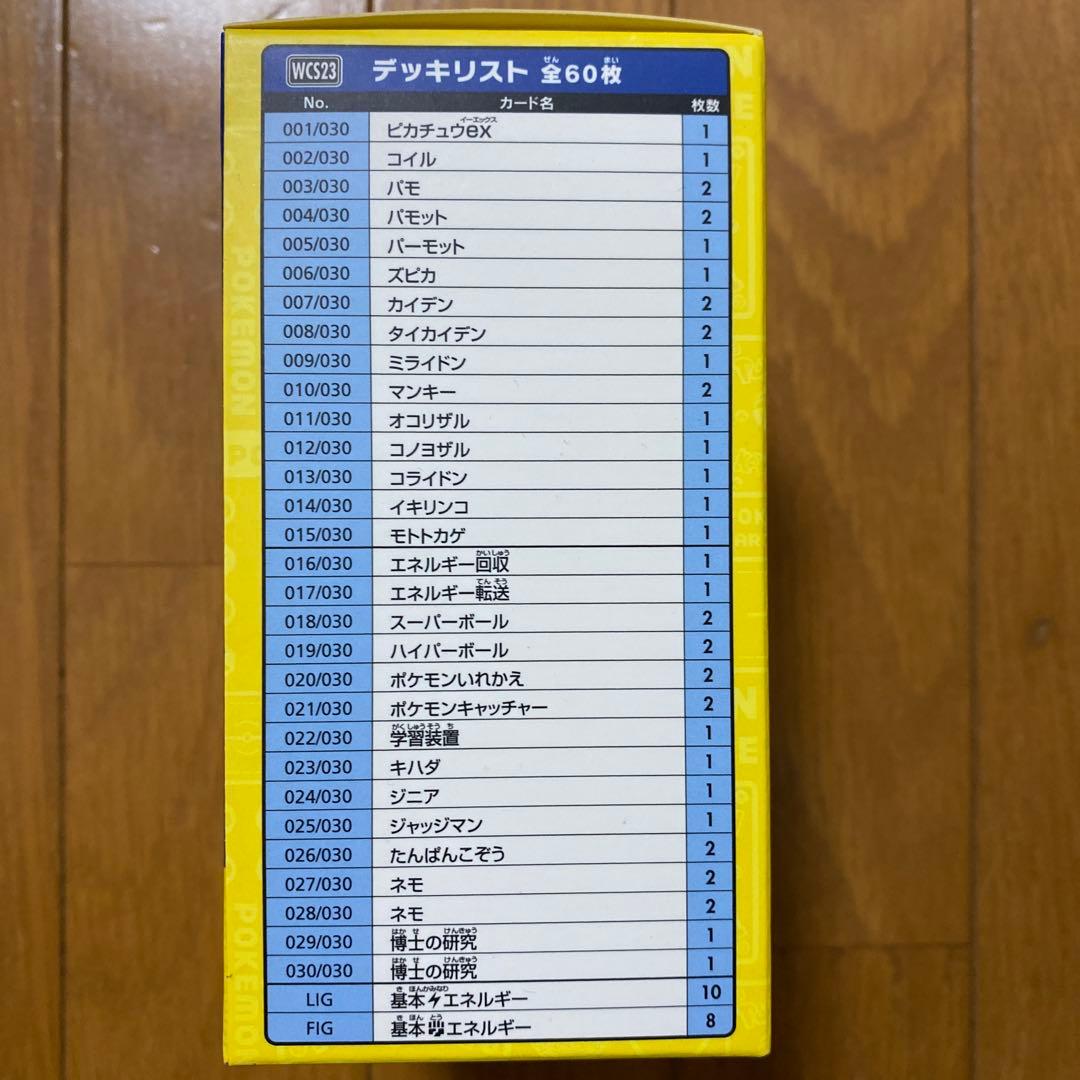 WCS23 デッキリスト 全60枚
No. カード名 枚数
001/030 ピカチュウex 1
002/030 コイル 1
003/030 パモ 2
004/030 パモット 2
005/030 パーモット 1
006/030 ズピカ 1
007/030 カイデン 2
008/030 タイカイデン 2
009/030 ミライドン 1
010/030 マンキー 2
011/030 オコリザル 1
012/030 コノヨザル 1
013/030 コライドン 1
014/030 イキリンコ 1
015/030 モトトカゲ 1
016/030 エネルギー回収 1
017/030 エネルギー転送 1
018/030 スーパーボール 2
019/030 ハイパーボール 2
020/030 ポケモンいれかえ 2
021/030 ポケモンキャッチャー 2
022/030 学習装置 1
023/030 キハダ 1
024/030 ジニア 1
025/030 ジャッジマン 1
026/030 たんぱんこぞう 2
027/030 ネモ 2
028/030 ネモ 2
029/030 博士の研究 1
030/030 博士の研究 1
LIG 基本エネルギー 10
FIG 基本エネルギー 8
POKEMON
POKEMON